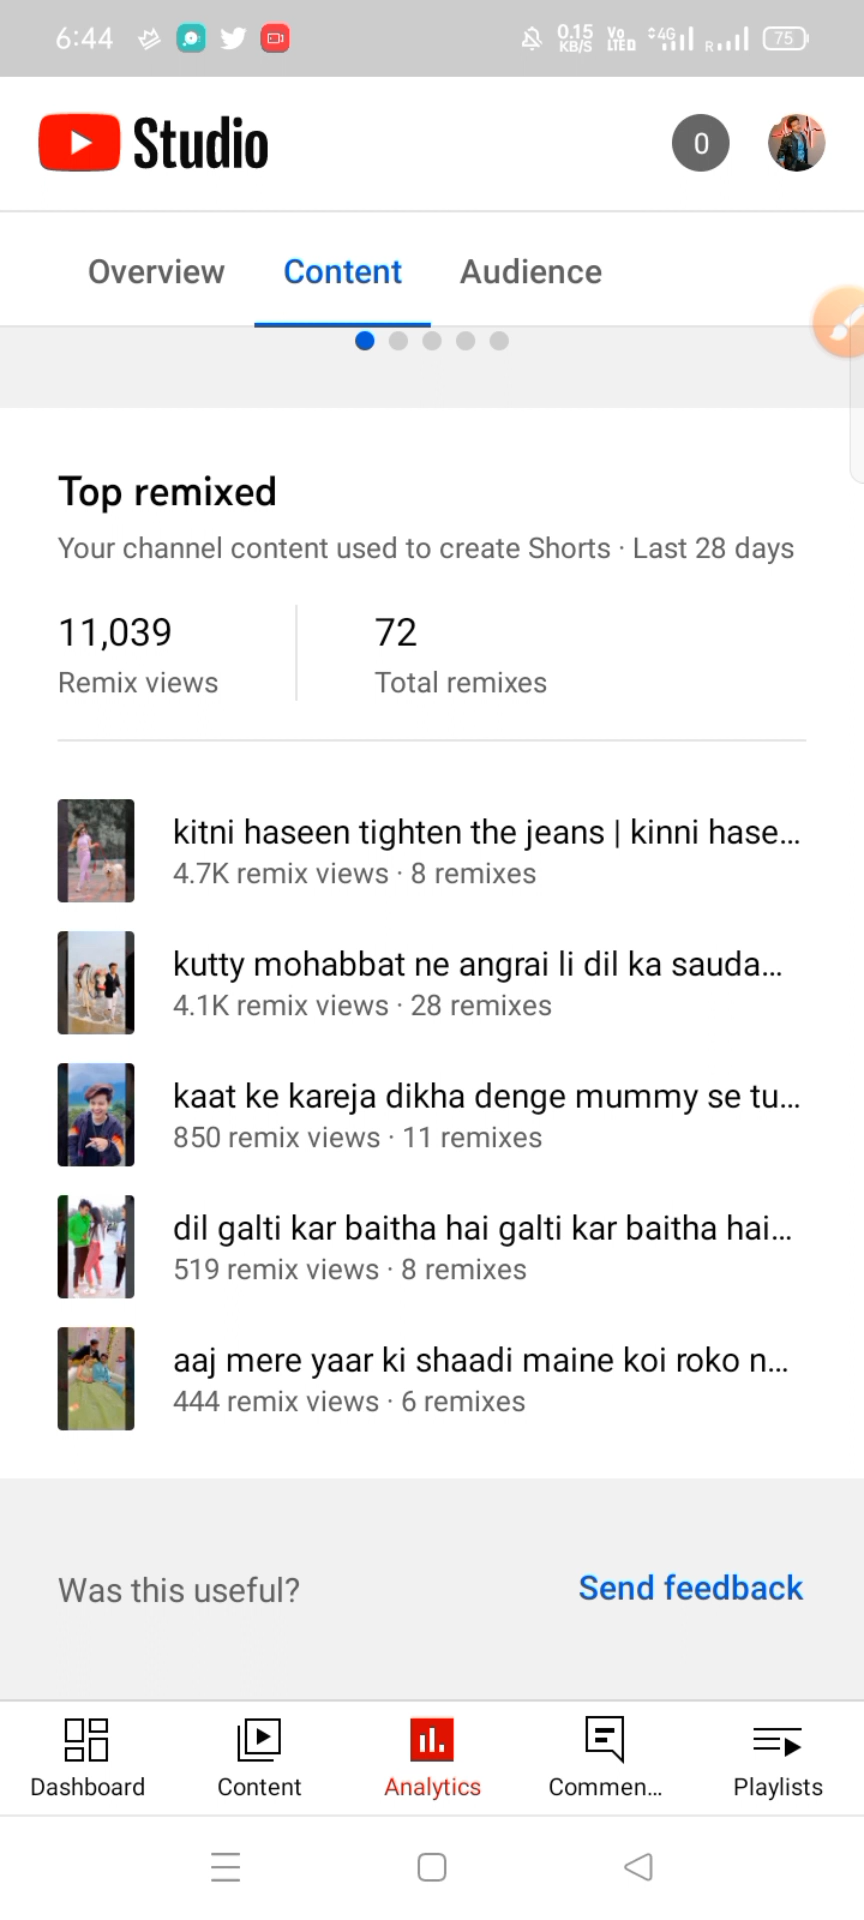 6:44 0.15 KB/S Vo LTED 4G R 75
Studio 0
Overview Content Audience
Top remixed
Your channel content used to create Shorts · Last 28 days
11,039 72
Remix views Total remixes
kitni haseen tighten the jeans | kinni hase...
4.7K remix views · 8 remixes
kutty mohabbat ne angrai li dil ka sauda...
4.1K remix views · 28 remixes
kaat ke kareja dikha denge mummy se tu...
850 remix views · 11 remixes
dil galti kar baitha hai galti kar baitha hai...
519 remix views · 8 remixes
aaj mere yaar ki shaadi maine koi roko n...
444 remix views · 6 remixes
Was this useful? Send feedback
Dashboard Content Analytics Commen... Playlists